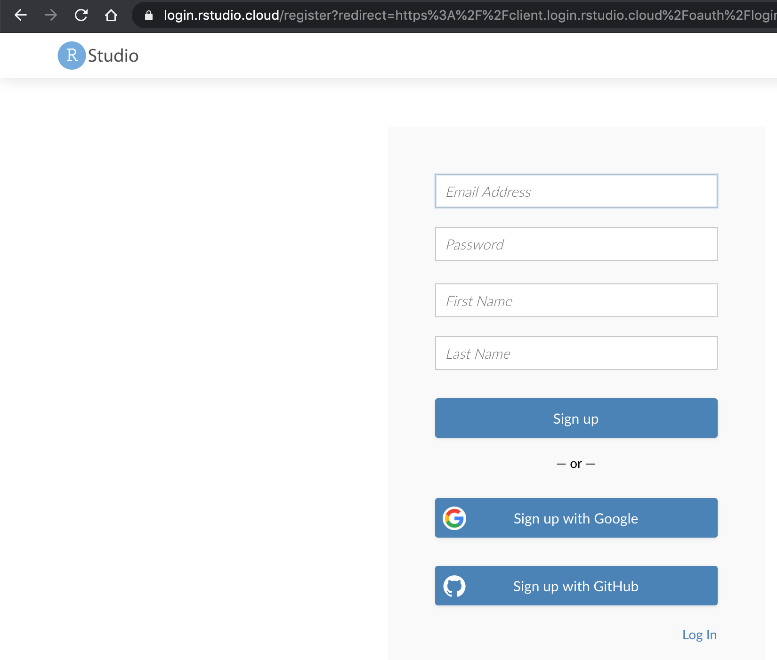 login.rstudio.cloud/register?redirect=https%3A%2F%2Fclient.login.rstudio.cloud%2Foauth%2Flogin
R Studio
Email Address
Password
First Name
Last Name
Sign up
— or —
Sign up with Google
Sign up with GitHub
Log In